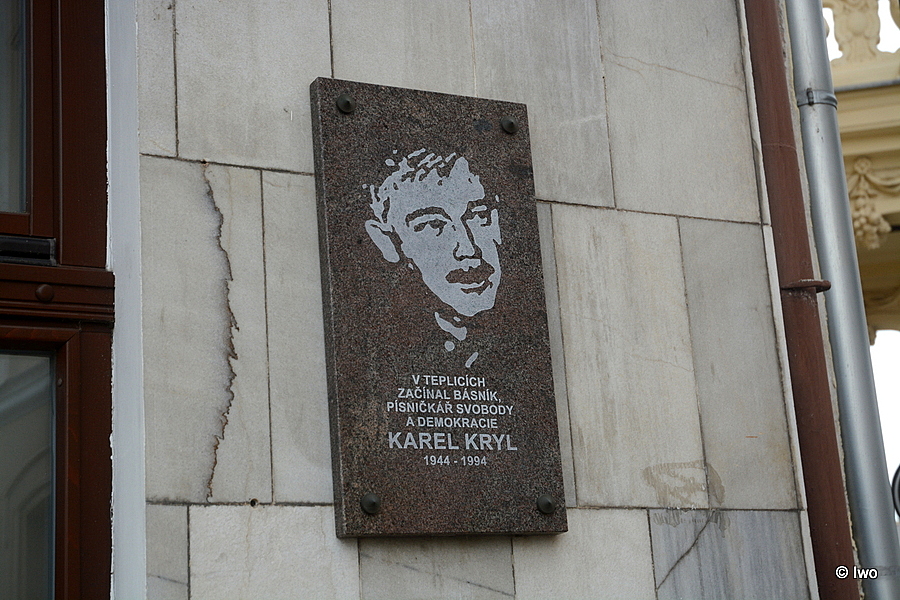 V TEPLICÍCH
ZAČÍNAL BÁSNÍK,
PÍSNIČKÁŘ SVOBODY
A DEMOKRACIE
KAREL KRYL
1944 - 1994
© Iwo